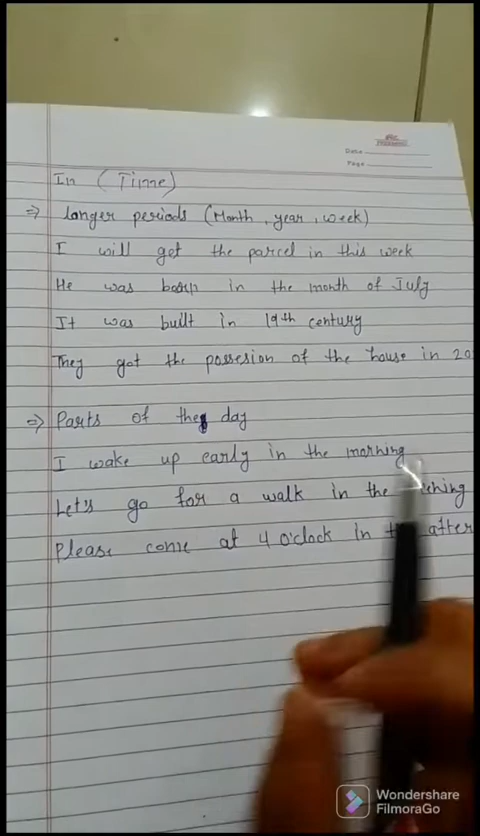 Date
Page
In (Time)
⇒ longer periods (Month, year, week)
I will get the parcel in this week
He was born in the month of July
It was built in 19th century
They got the possesion of the house in 20
⇒ Parts of the day
I wake up early in the morning
Let's go for a walk in the
Please come at 4 o'clock in
Wondershare
FilmoraGo